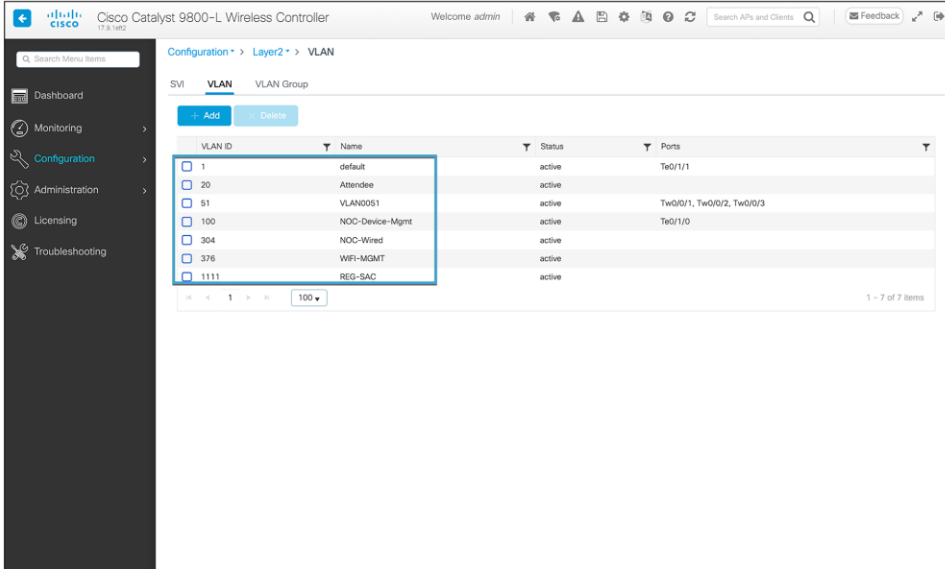 CISCO
Cisco Catalyst 9800-L Wireless Controller
17.9.1eft2
Welcome admin
Search APs and Clients
Feedback
Search Menu Items
Dashboard
Monitoring
Configuration
Administration
Licensing
Troubleshooting
Configuration > Layer2 > VLAN
SVI VLAN VLAN Group
+ Add × Delete
VLAN ID Name Status Ports
1 default active Te0/1/1
20 Attendee active
51 VLAN0051 active Tw0/0/1, Tw0/0/2, Tw0/0/3
100 NOC-Device-Mgmt active Te0/1/0
304 NOC-Wired active
376 WIFI-MGMT active
1111 REG-SAC active
1 100 1 - 7 of 7 items